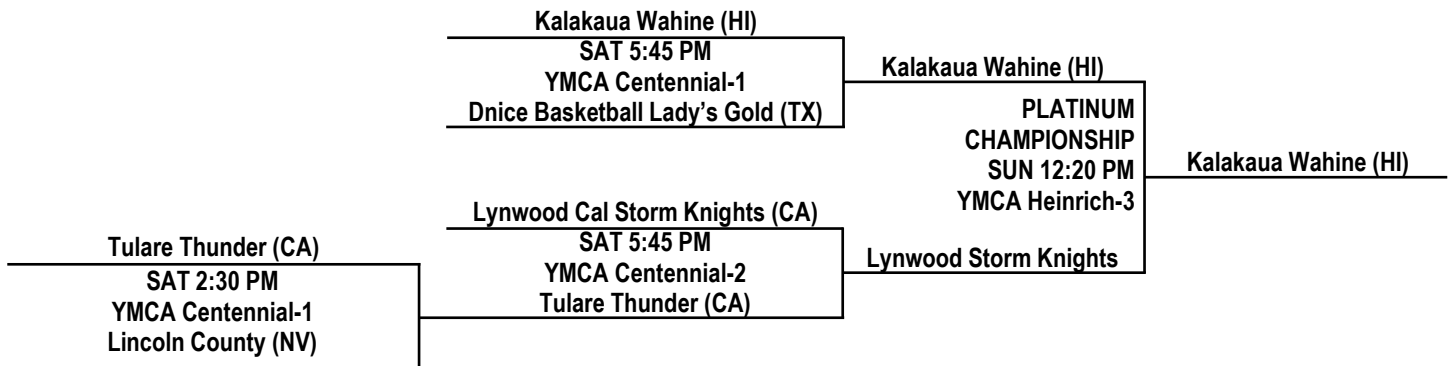 Kalakaua Wahine (HI)
SAT 5:45 PM
YMCA Centennial-1
Dnice Basketball Lady’s Gold (TX)
Kalakaua Wahine (HI)
PLATINUM
CHAMPIONSHIP
SUN 12:20 PM
YMCA Heinrich-3
Kalakaua Wahine (HI)
Lynwood Cal Storm Knights (CA)
SAT 5:45 PM
YMCA Centennial-2
Tulare Thunder (CA)
Lynwood Storm Knights
Tulare Thunder (CA)
SAT 2:30 PM
YMCA Centennial-1
Lincoln County (NV)